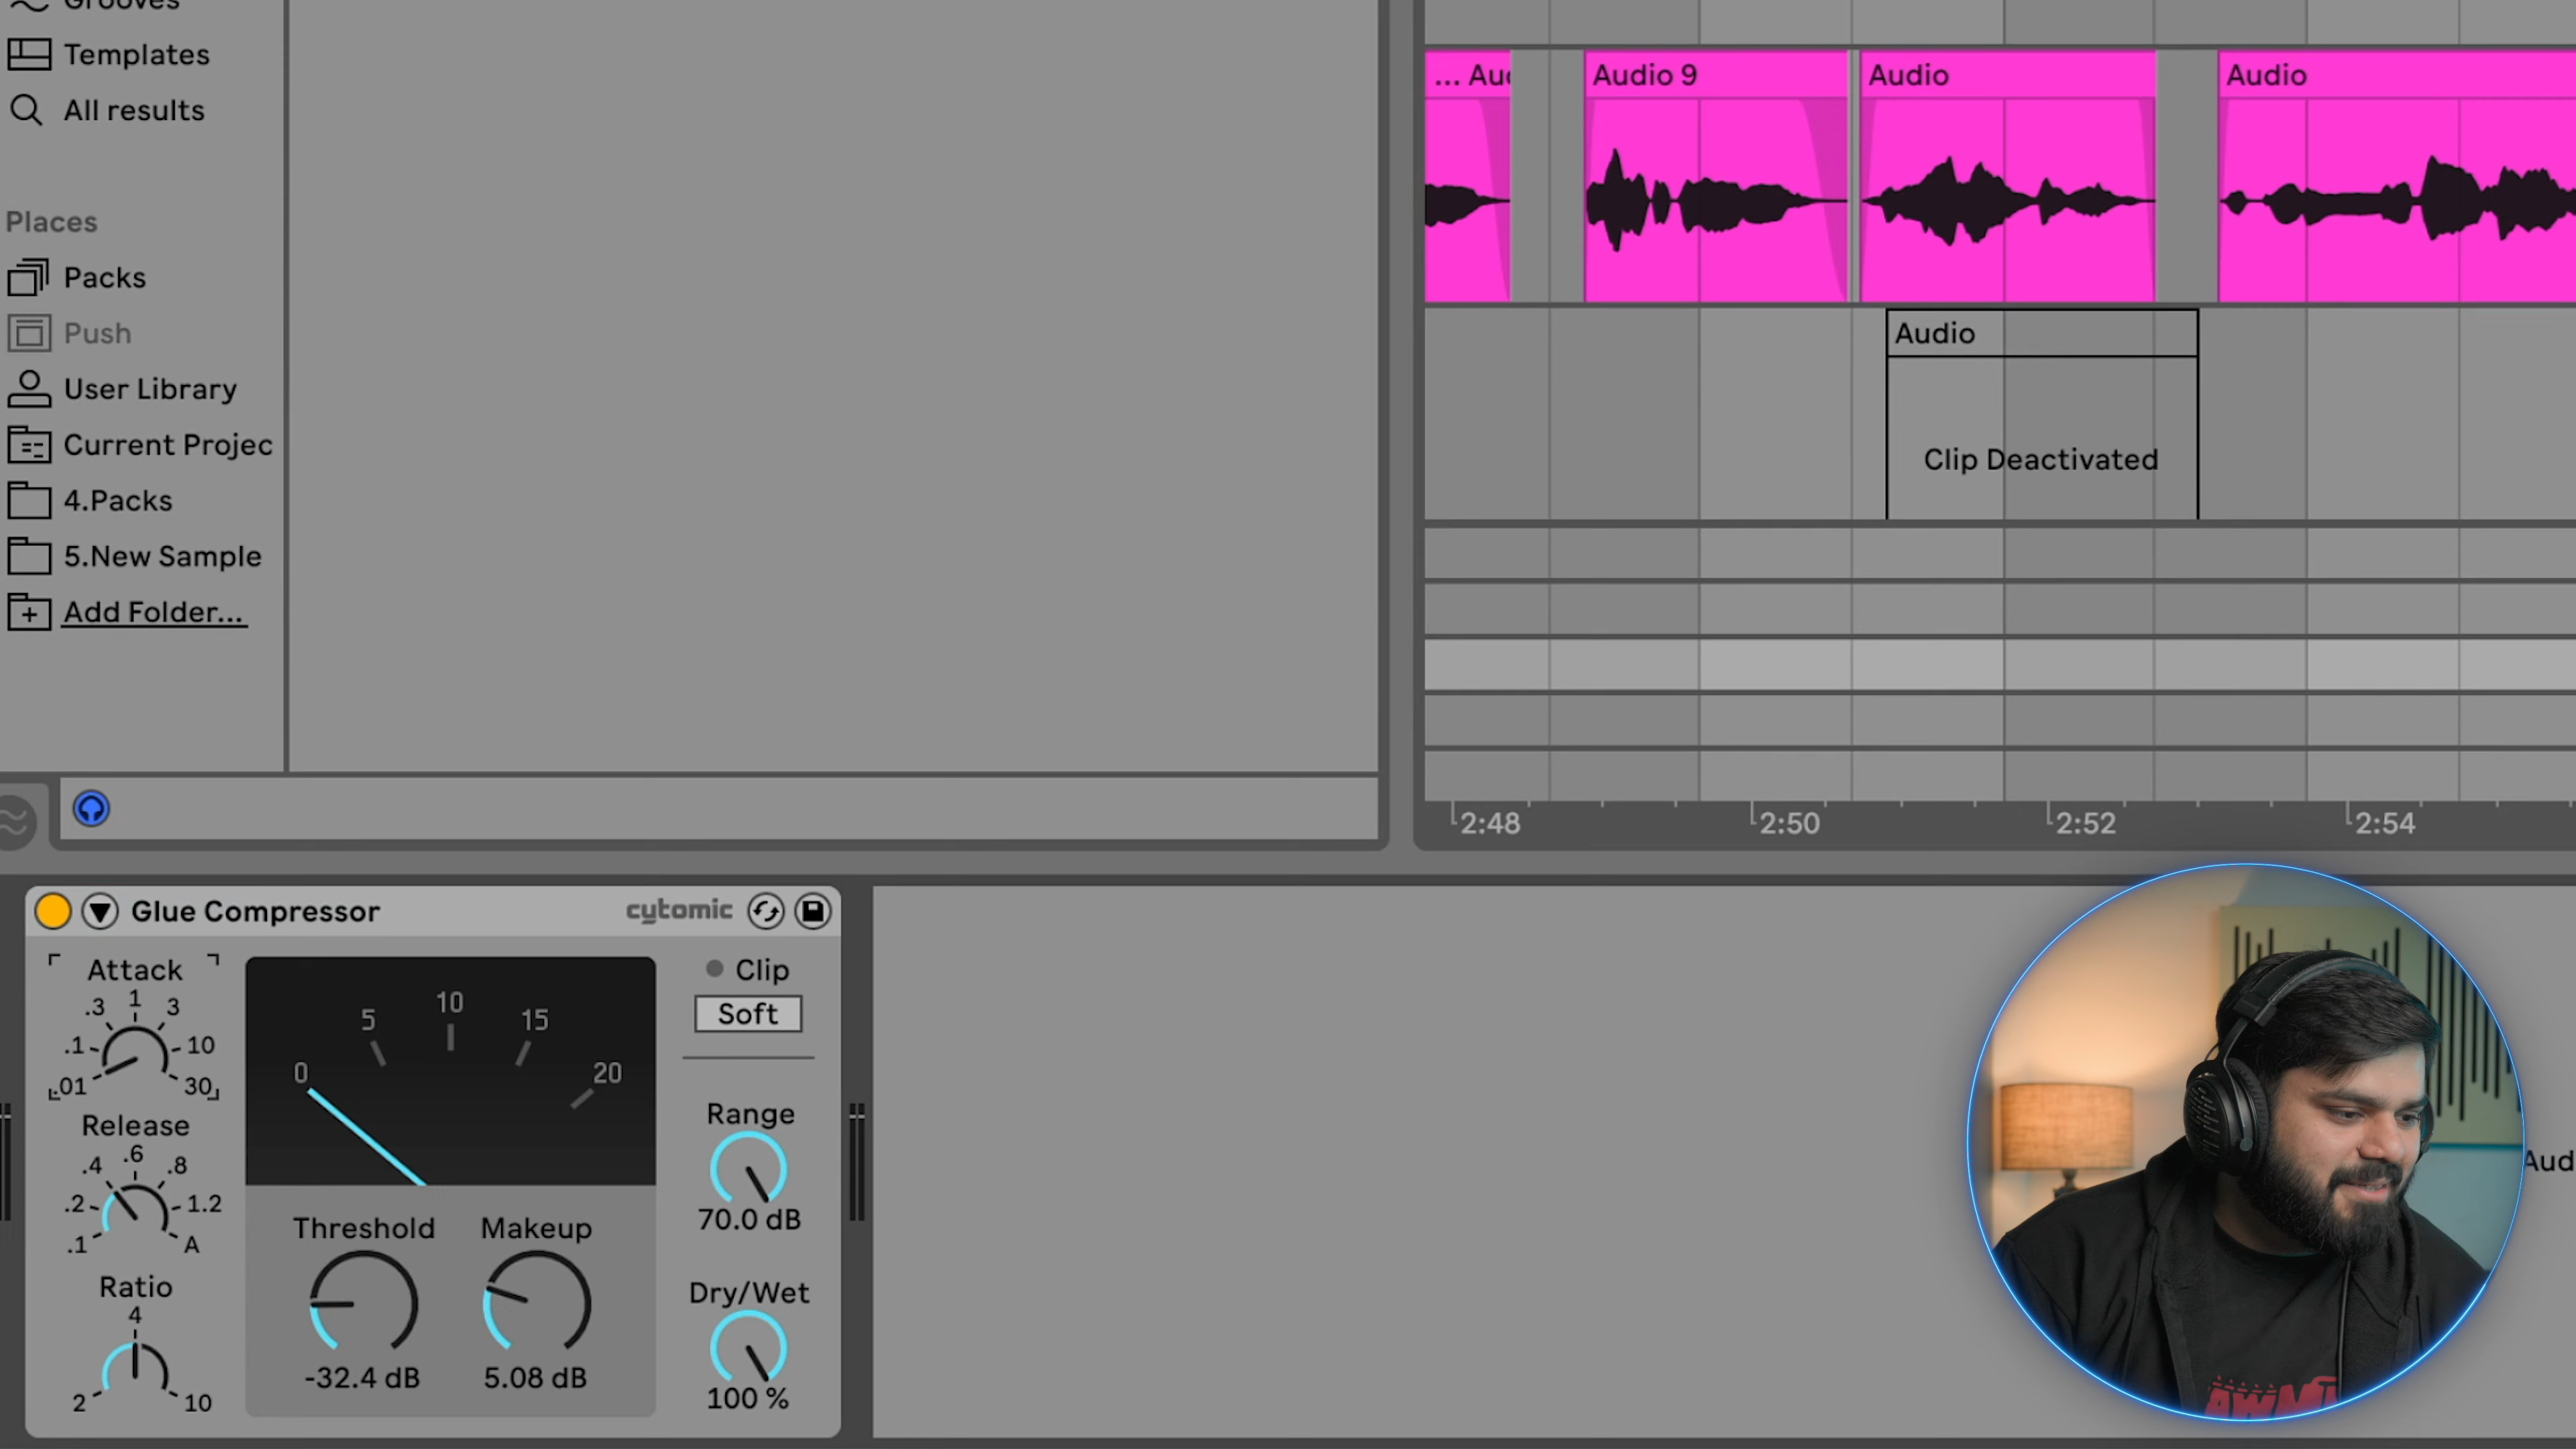 Grooves
Templates
All results
Places
Packs
Push
User Library
Current Projec
4.Packs
5.New Sample
Add Folder...
... Au
Audio 9
Audio
Audio
Audio
Clip Deactivated
2:48
2:50
2:52
2:54
Glue Compressor
cytomic
Attack
.01
.1
.3
1
3
10
30
Release
.1
.2
.4
.6
.8
1.2
A
Ratio
2
4
10
0
5
10
15
20
Threshold
-32.4 dB
Makeup
5.08 dB
Clip
Soft
Range
70.0 dB
Dry/Wet
100 %
Aud